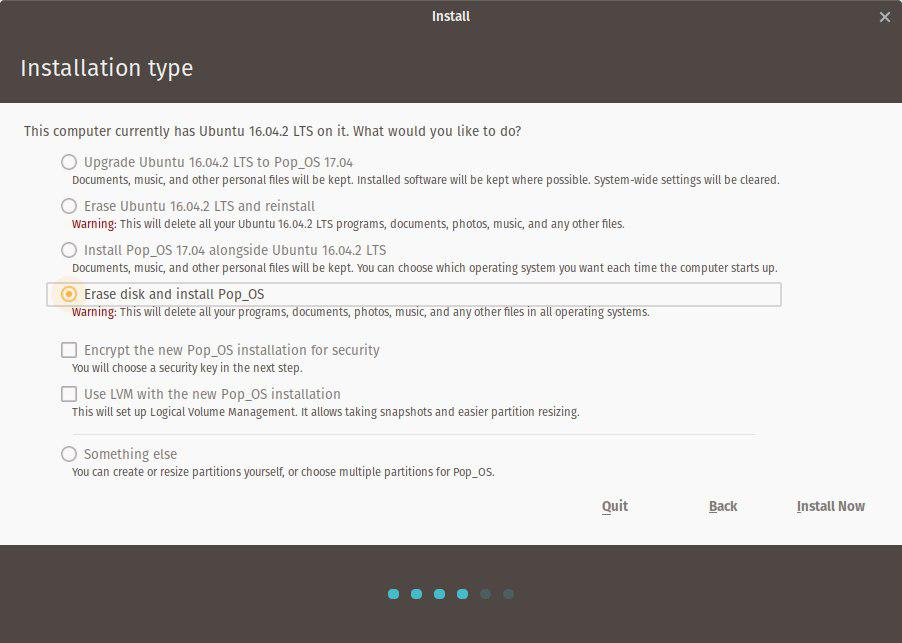 Install
Installation type
This computer currently has Ubuntu 16.04.2 LTS on it. What would you like to do?
Upgrade Ubuntu 16.04.2 LTS to Pop_OS 17.04
Documents, music, and other personal files will be kept. Installed software will be kept where possible. System-wide settings will be cleared.
Erase Ubuntu 16.04.2 LTS and reinstall
Warning: This will delete all your Ubuntu 16.04.2 LTS programs, documents, photos, music, and any other files.
Install Pop_OS 17.04 alongside Ubuntu 16.04.2 LTS
Documents, music, and other personal files will be kept. You can choose which operating system you want each time the computer starts up.
Erase disk and install Pop_OS
Warning: This will delete all your programs, documents, photos, music, and any other files in all operating systems.
Encrypt the new Pop_OS installation for security
You will choose a security key in the next step.
Use LVM with the new Pop_OS installation
This will set up Logical Volume Management. It allows taking snapshots and easier partition resizing.
Something else
You can create or resize partitions yourself, or choose multiple partitions for Pop_OS.
Quit Back Install Now